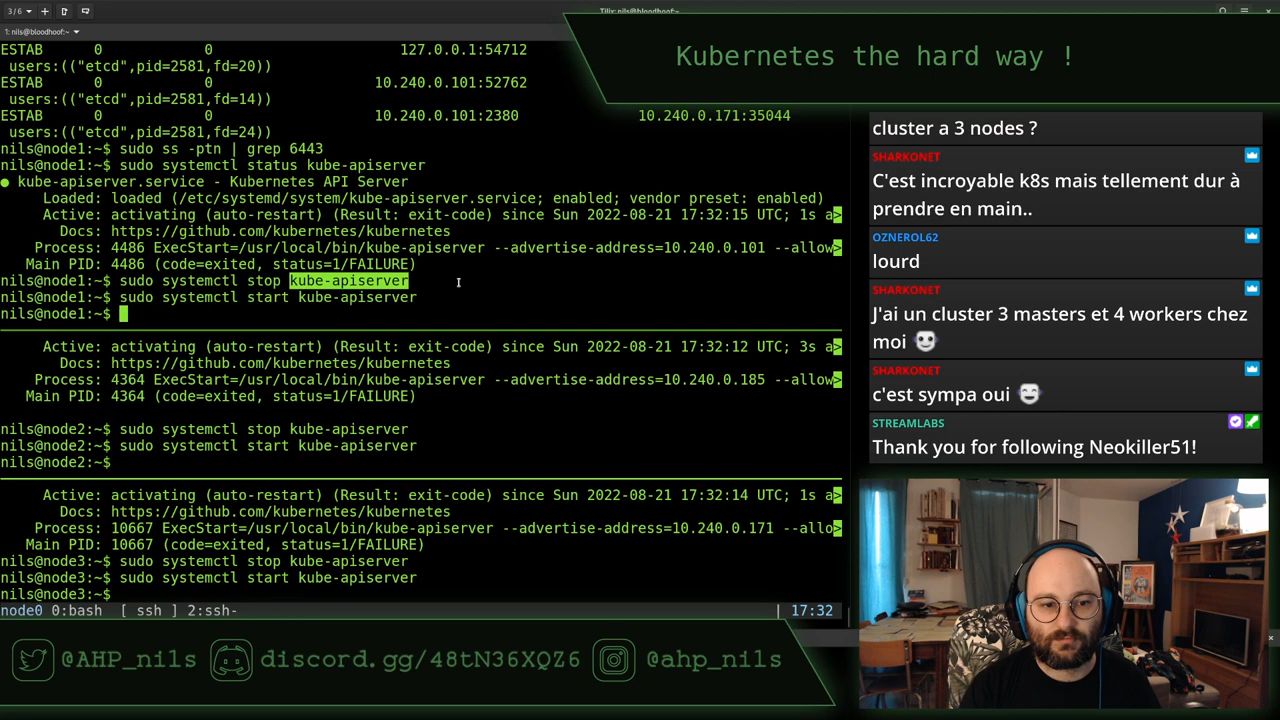 3/6
Tilix: nils@bloodhoof:~
1: nils@bloodhoof:~
Kubernetes the hard way !
ESTAB 0 0 127.0.0.1:54712
users:(("etcd",pid=2581,fd=20))
ESTAB 0 0 10.240.0.101:52762
users:(("etcd",pid=2581,fd=14))
ESTAB 0 0 10.240.0.101:2380 10.240.0.171:35044
users:(("etcd",pid=2581,fd=24))
nils@node1:~$ sudo ss -ptn | grep 6443
nils@node1:~$ sudo systemctl status kube-apiserver
● kube-apiserver.service - Kubernetes API Server
Loaded: loaded (/etc/systemd/system/kube-apiserver.service; enabled; vendor preset: enabled)
Active: activating (auto-restart) (Result: exit-code) since Sun 2022-08-21 17:32:15 UTC; 1s a>
Docs: https://github.com/kubernetes/kubernetes
Process: 4486 ExecStart=/usr/local/bin/kube-apiserver --advertise-address=10.240.0.101 --allow>
Main PID: 4486 (code=exited, status=1/FAILURE)
nils@node1:~$ sudo systemctl stop kube-apiserver
nils@node1:~$ sudo systemctl start kube-apiserver
nils@node1:~$
Active: activating (auto-restart) (Result: exit-code) since Sun 2022-08-21 17:32:12 UTC; 3s a>
Docs: https://github.com/kubernetes/kubernetes
Process: 4364 ExecStart=/usr/local/bin/kube-apiserver --advertise-address=10.240.0.185 --allow>
Main PID: 4364 (code=exited, status=1/FAILURE)
nils@node2:~$ sudo systemctl stop kube-apiserver
nils@node2:~$ sudo systemctl start kube-apiserver
nils@node2:~$
Active: activating (auto-restart) (Result: exit-code) since Sun 2022-08-21 17:32:14 UTC; 1s a>
Docs: https://github.com/kubernetes/kubernetes
Process: 10667 ExecStart=/usr/local/bin/kube-apiserver --advertise-address=10.240.0.171 --allo>
Main PID: 10667 (code=exited, status=1/FAILURE)
nils@node3:~$ sudo systemctl stop kube-apiserver
nils@node3:~$ sudo systemctl start kube-apiserver
nils@node3:~$
node0 0:bash [ ssh ] 2:ssh- | 17:32
cluster a 3 nodes ?
SHARKONET
C'est incroyable k8s mais tellement dur à
prendre en main..
OZNEROL62
lourd
SHARKONET
J'ai un cluster 3 masters et 4 workers chez
moi
SHARKONET
c'est sympa oui
STREAMLABS
Thank you for following Neokiller51!
@AHP_nils discord.gg/48tN36XQZ6 @ahp_nils